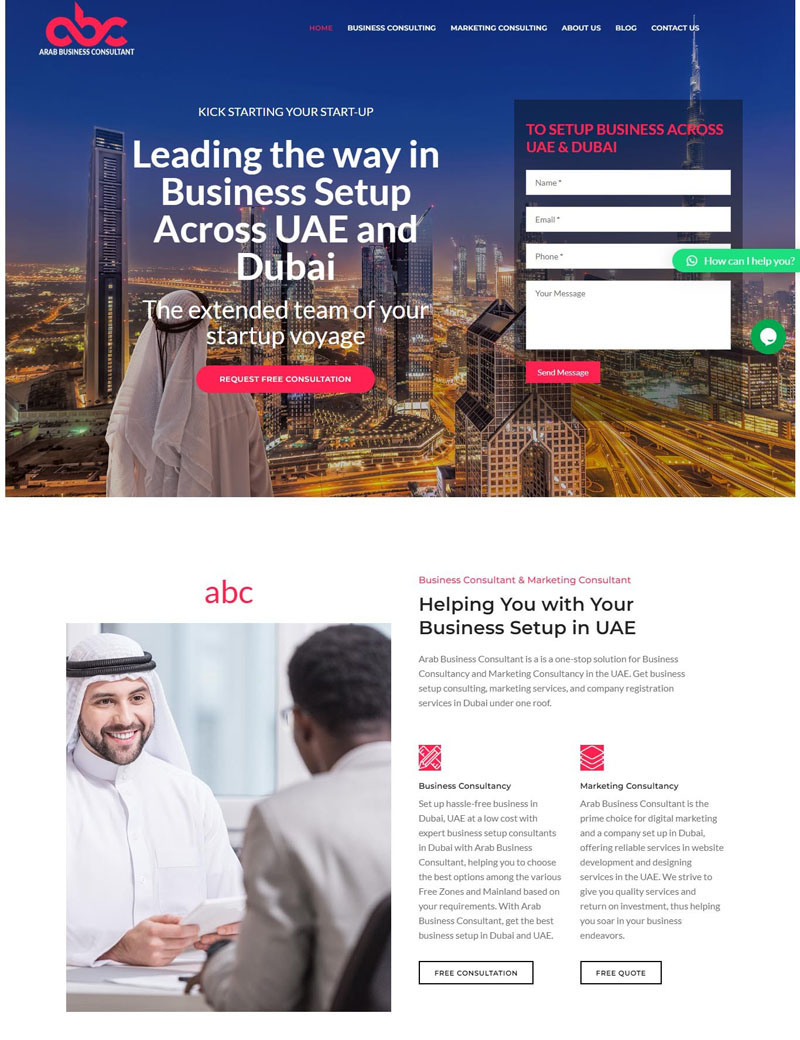 abc
ARAB BUSINESS CONSULTANT
HOME BUSINESS CONSULTING MARKETING CONSULTING ABOUT US BLOG CONTACT US
KICK STARTING YOUR START-UP
Leading the way in
Business Setup
Across UAE and
Dubai
The extended team of your
startup voyage
REQUEST FREE CONSULTATION
TO SETUP BUSINESS ACROSS
UAE & DUBAI
Name *
Email *
Phone *
How can I help you?
Your Message
Send Message
abc
Business Consultant & Marketing Consultant
Helping You with Your
Business Setup in UAE
Arab Business Consultant is a is a one-stop solution for Business
Consultancy and Marketing Consultancy in the UAE. Get business
setup consulting, marketing services, and company registration
services in Dubai under one roof.
Business Consultancy
Set up hassle-free business in
Dubai, UAE at a low cost with
expert business setup consultants
in Dubai with Arab Business
Consultant, helping you to choose
the best options among the various
Free Zones and Mainland based on
your requirements. With Arab
Business Consultant, get the best
business setup in Dubai and UAE.
FREE CONSULTATION
Marketing Consultancy
Arab Business Consultant is the
prime choice for digital marketing
and a company set up in Dubai,
offering reliable services in website
development and designing
services in the UAE. We strive to
give you quality services and
return on investment, thus helping
you soar in your business
endeavors.
FREE QUOTE